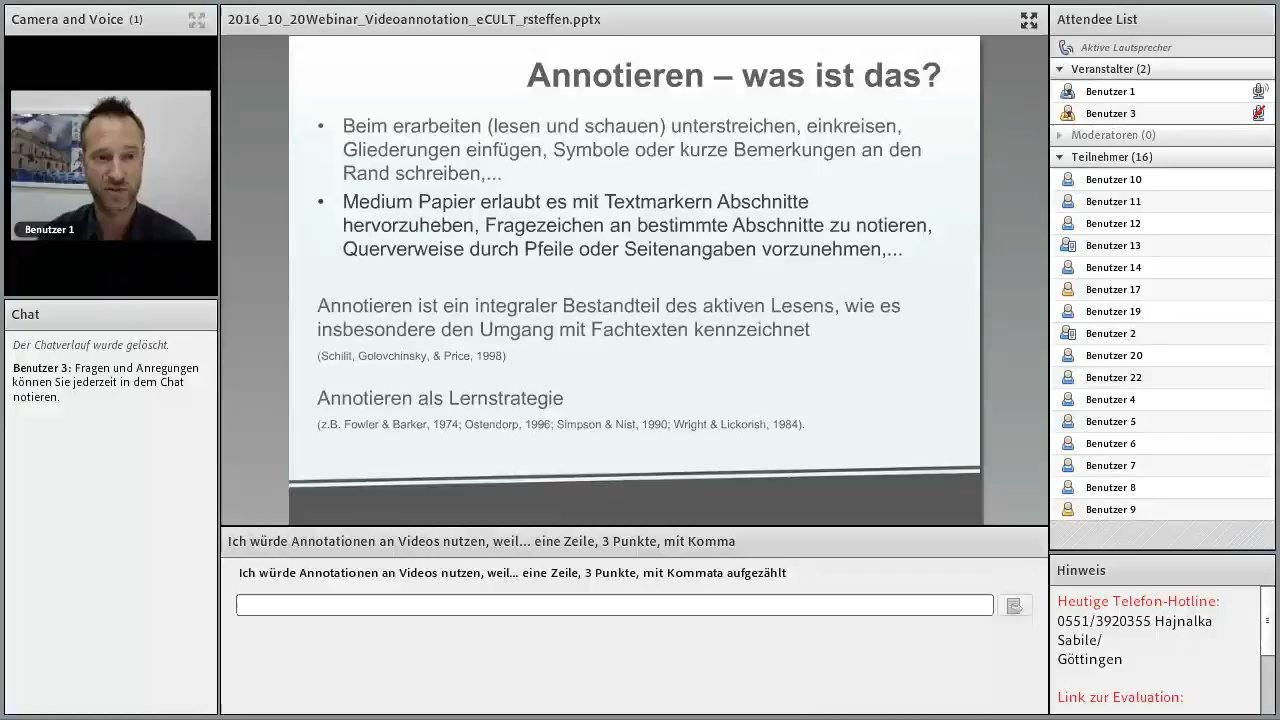 Camera and Voice (1)
Benutzer 1
Chat
Der Chatverlauf wurde gelöscht.
Benutzer 3: Fragen und Anregungen
können Sie jederzeit in dem Chat
notieren.
2016_10_20Webinar_Videoannotation_eCULT_rsteffen.pptx
Annotieren – was ist das?
• Beim erarbeiten (lesen und schauen) unterstreichen, einkreisen,
Gliederungen einfügen, Symbole oder kurze Bemerkungen an den
Rand schreiben,...
• Medium Papier erlaubt es mit Textmarkern Abschnitte
hervorzuheben, Fragezeichen an bestimmte Abschnitte zu notieren,
Querverweise durch Pfeile oder Seitenangaben vorzunehmen,...
Annotieren ist ein integraler Bestandteil des aktiven Lesens, wie es
insbesondere den Umgang mit Fachtexten kennzeichnet
(Schilit, Golovchinsky, & Price, 1998)
Annotieren als Lernstrategie
(z.B. Fowler & Barker, 1974; Ostendorp, 1996; Simpson & Nist, 1990; Wright & Lickorish, 1984).
Ich würde Annotationen an Videos nutzen, weil... eine Zeile, 3 Punkte, mit Komma
Ich würde Annotationen an Videos nutzen, weil... eine Zeile, 3 Punkte, mit Kommata aufgezählt
Attendee List
Aktive Lautsprecher
Veranstalter (2)
Benutzer 1
Benutzer 3
Moderatoren (0)
Teilnehmer (16)
Benutzer 10
Benutzer 11
Benutzer 12
Benutzer 13
Benutzer 14
Benutzer 17
Benutzer 19
Benutzer 2
Benutzer 20
Benutzer 22
Benutzer 4
Benutzer 5
Benutzer 6
Benutzer 7
Benutzer 8
Benutzer 9
Hinweis
Heutige Telefon-Hotline:
0551/3920355 Hajnalka
Sabile/
Göttingen
Link zur Evaluation: